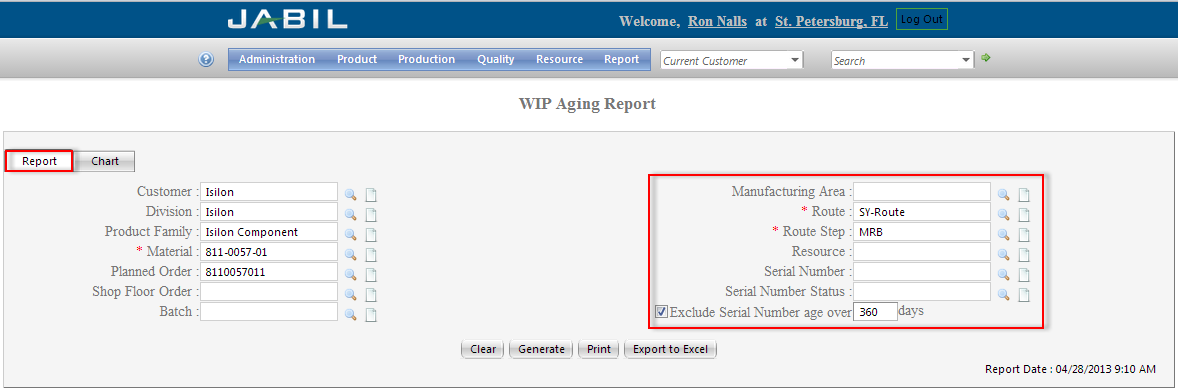 JABIL
Welcome, Ron Nalls at St. Petersburg, FL Log Out
? Administration Product Production Quality Resource Report Current Customer Search
WIP Aging Report
Report Chart
Customer : Isilon
Division : Isilon
Product Family : Isilon Component
* Material : 811-0057-01
Planned Order : 8110057011
Shop Floor Order :
Batch :
Manufacturing Area :
* Route : SY-Route
* Route Step : MRB
Resource :
Serial Number :
Serial Number Status :
Exclude Serial Number age over 360 days
Clear Generate Print Export to Excel
Report Date : 04/28/2013 9:10 AM